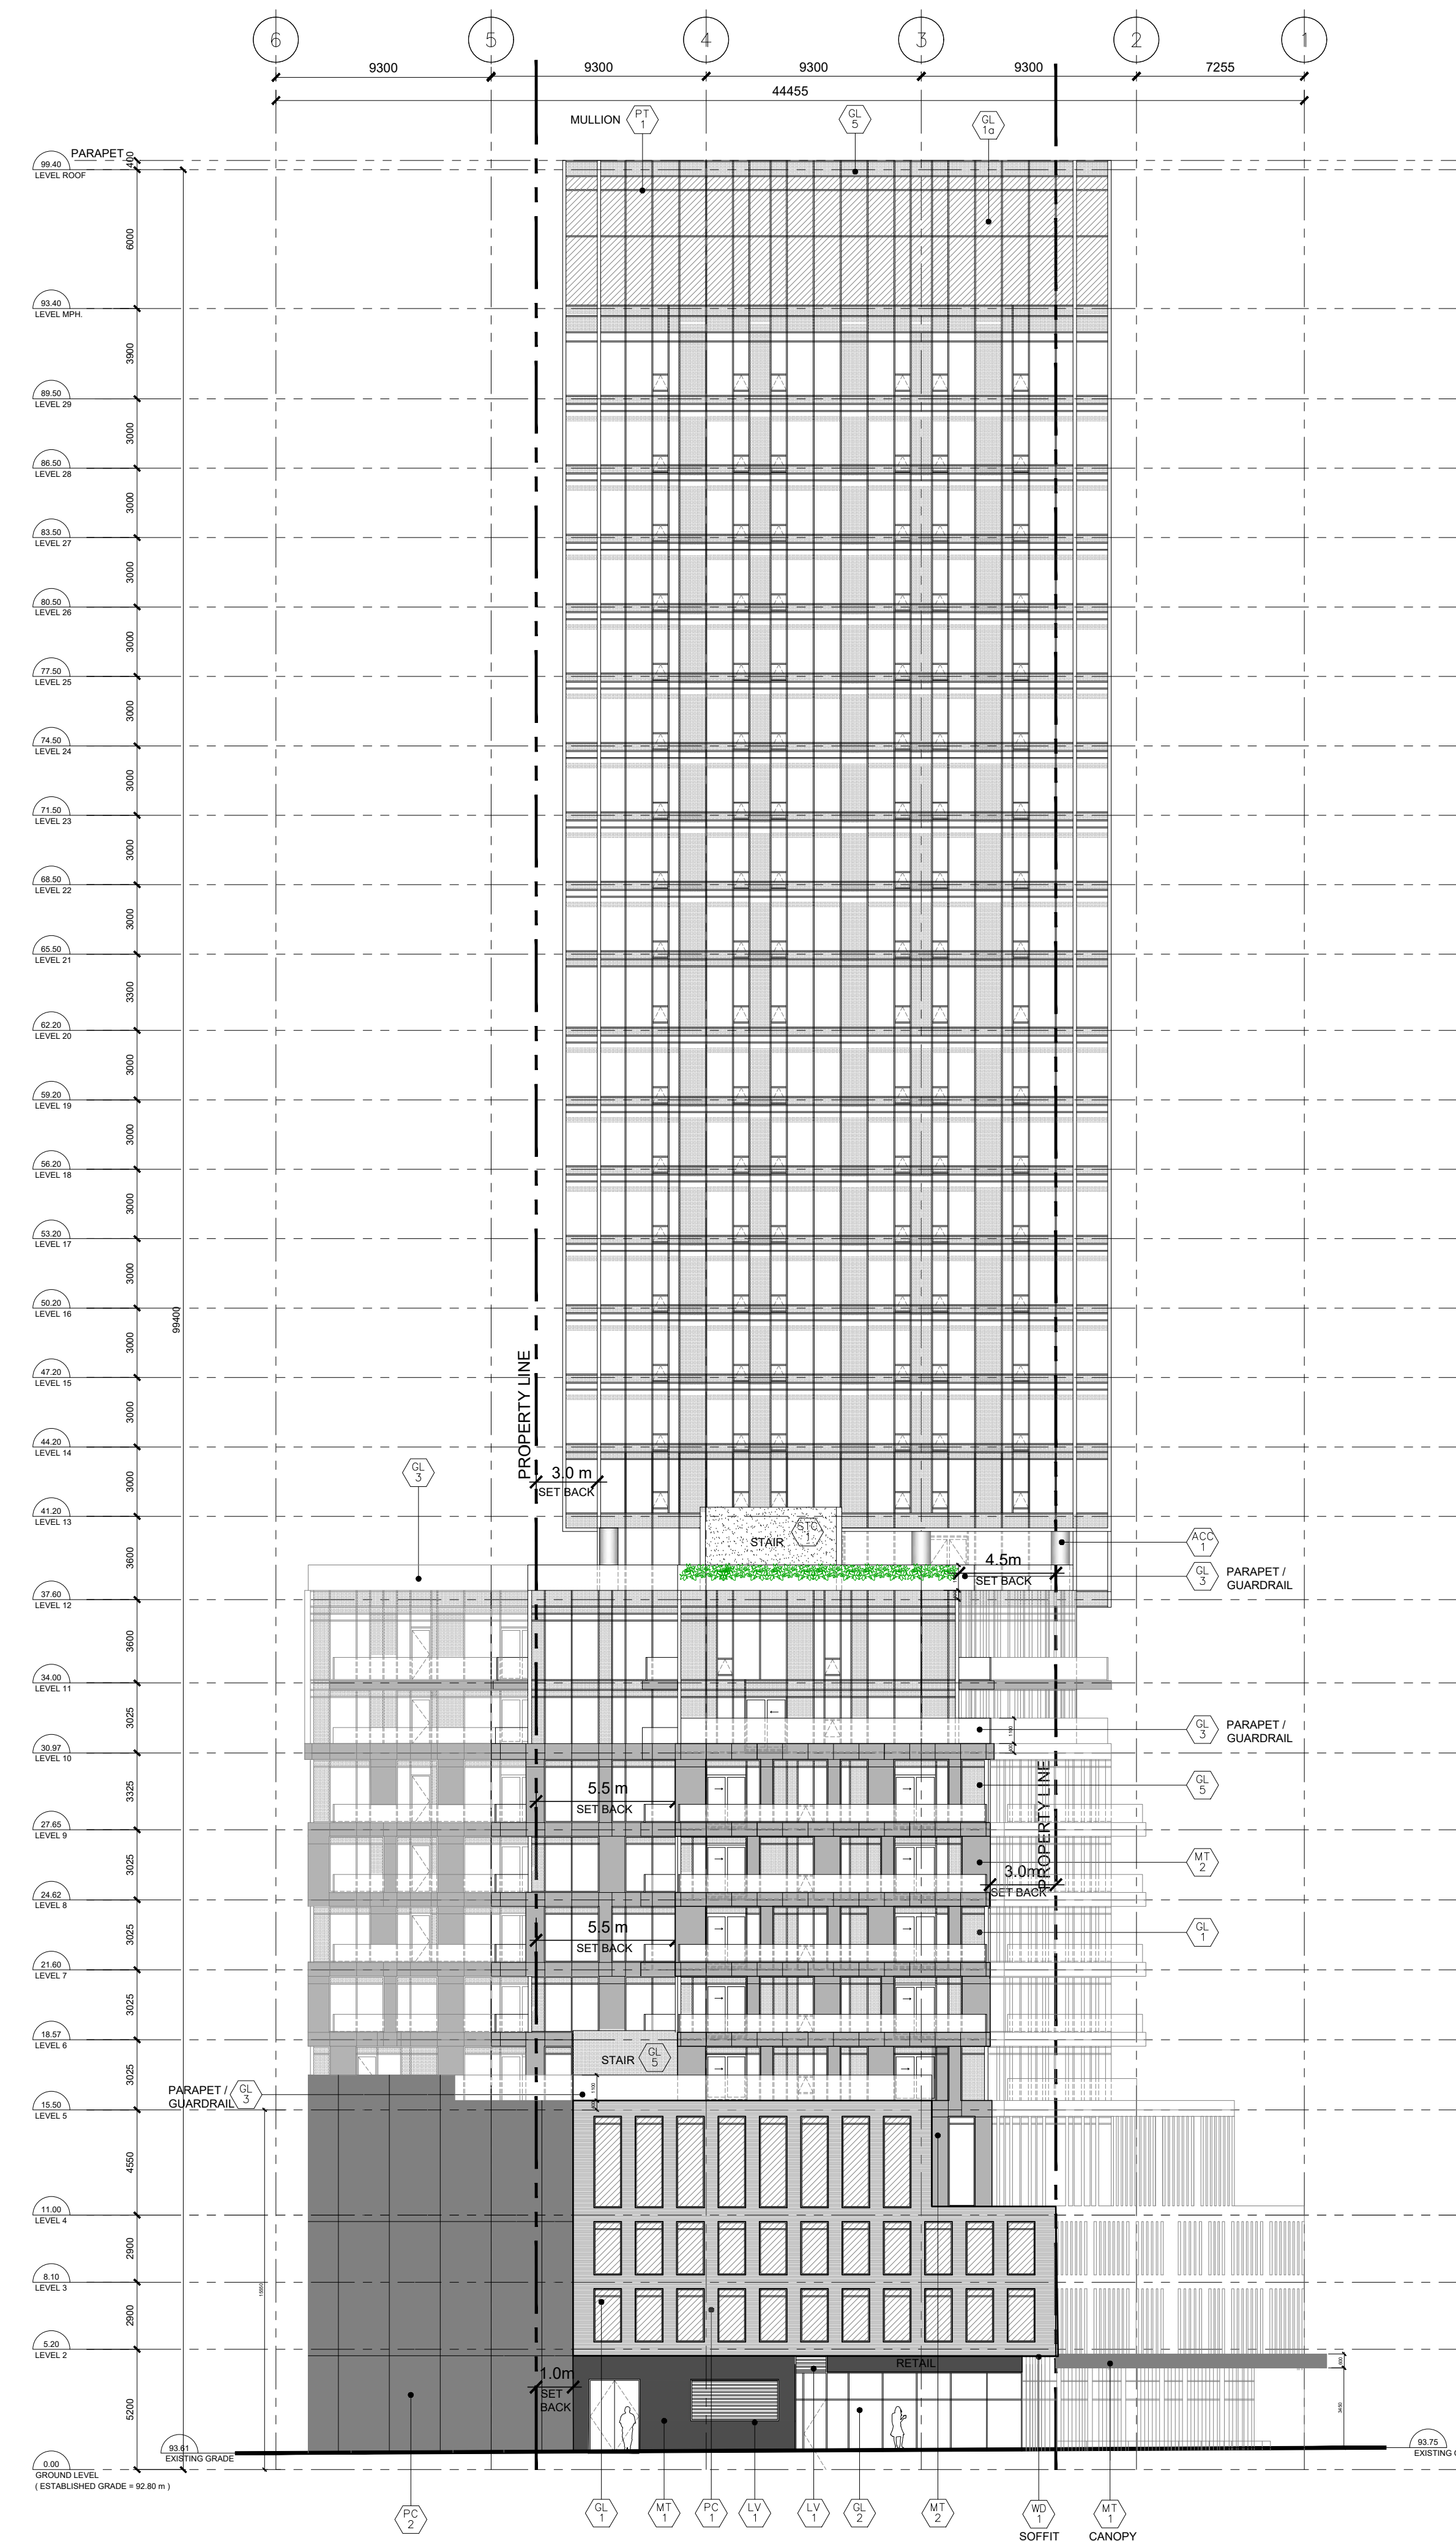 6 5 4 3 2 1
9300 9300 9300 9300 7255
44455
MULLION
PT
1
GL
5
GL
1a
PARAPET
400
99.40
LEVEL ROOF
6000
93.40
LEVEL MPH.
3900
89.50
LEVEL 29
3000
86.50
LEVEL 28
3000
83.50
LEVEL 27
3000
80.50
LEVEL 26
3000
77.50
LEVEL 25
3000
74.50
LEVEL 24
3000
71.50
LEVEL 23
3000
68.50
LEVEL 22
3000
65.50
LEVEL 21
3300
62.20
LEVEL 20
3000
59.20
LEVEL 19
3000
56.20
LEVEL 18
3000
53.20
LEVEL 17
3000
50.20
LEVEL 16
99400
3000
47.20
LEVEL 15
PROPERTY LINE
3000
44.20
LEVEL 14
GL
3
3.0 m
SET BACK
3000
41.20
LEVEL 13
STAIR
STC
1
ACC
1
3600
4.5m
SET BACK
GL
3
PARAPET /
GUARDRAIL
37.60
LEVEL 12
3600
34.00
LEVEL 11
3025
1100
GL
3
PARAPET /
GUARDRAIL
30.97
LEVEL 10
PROPERTY LINE
3325
5.5 m
SET BACK
GL
5
27.65
LEVEL 9
3025
MT
2
3.0m
SET BACK
24.62
LEVEL 8
3025
5.5 m
SET BACK
GL
1
21.60
LEVEL 7
3025
18.57
LEVEL 6
STAIR
GL
5
3025
PARAPET /
GUARDRAIL
GL
3
1100
15.50
LEVEL 5
4550
11.00
LEVEL 4
2900
8.10
LEVEL 3
15500
2900
5.20
LEVEL 2
RETAIL
600
1.0m
SET
BACK
5200
3450
93.61
EXISTING GRADE
93.75
EXISTING
0.00
GROUND LEVEL
( ESTABLISHED GRADE = 92.80 m )
PC
2
GL
1
MT
1
PC
1
LV
1
LV
1
GL
2
MT
2
WD
1
SOFFIT
MT
1
CANOPY